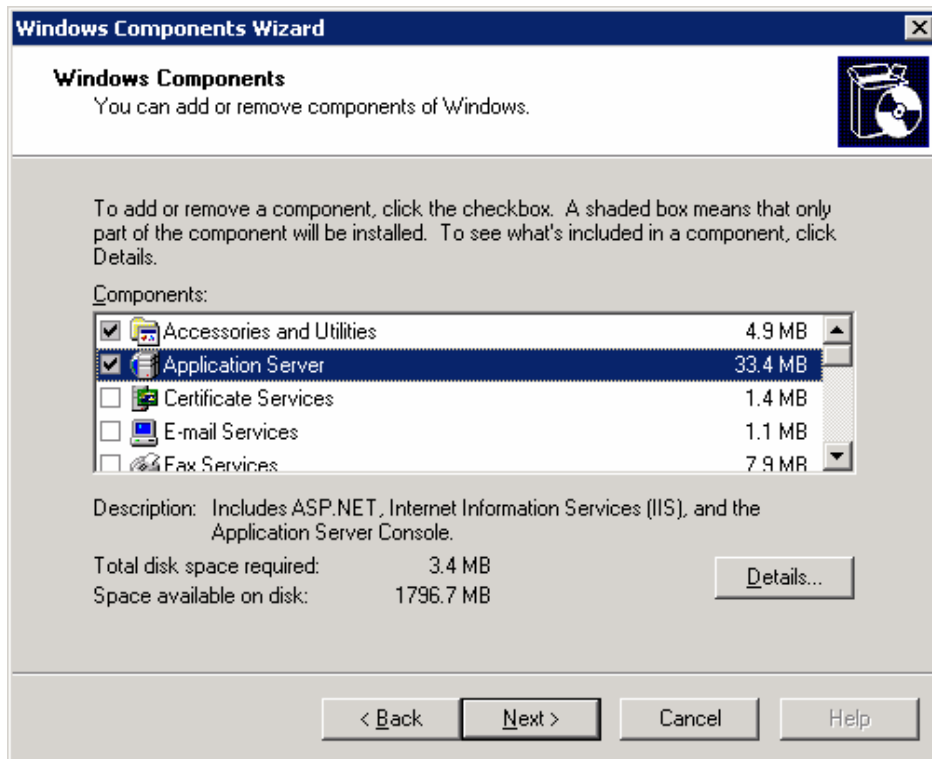 Windows Components Wizard
Windows Components
You can add or remove components of Windows.
To add or remove a component, click the checkbox. A shaded box means that only
part of the component will be installed. To see what's included in a component, click
Details.
Components:
Accessories and Utilities 4.9 MB
Application Server 33.4 MB
Certificate Services 1.4 MB
E-mail Services 1.1 MB
Fax Services 7.9 MB
Description: Includes ASP.NET, Internet Information Services (IIS), and the
Application Server Console.
Total disk space required: 3.4 MB
Space available on disk: 1796.7 MB
Details...
< Back Next > Cancel Help